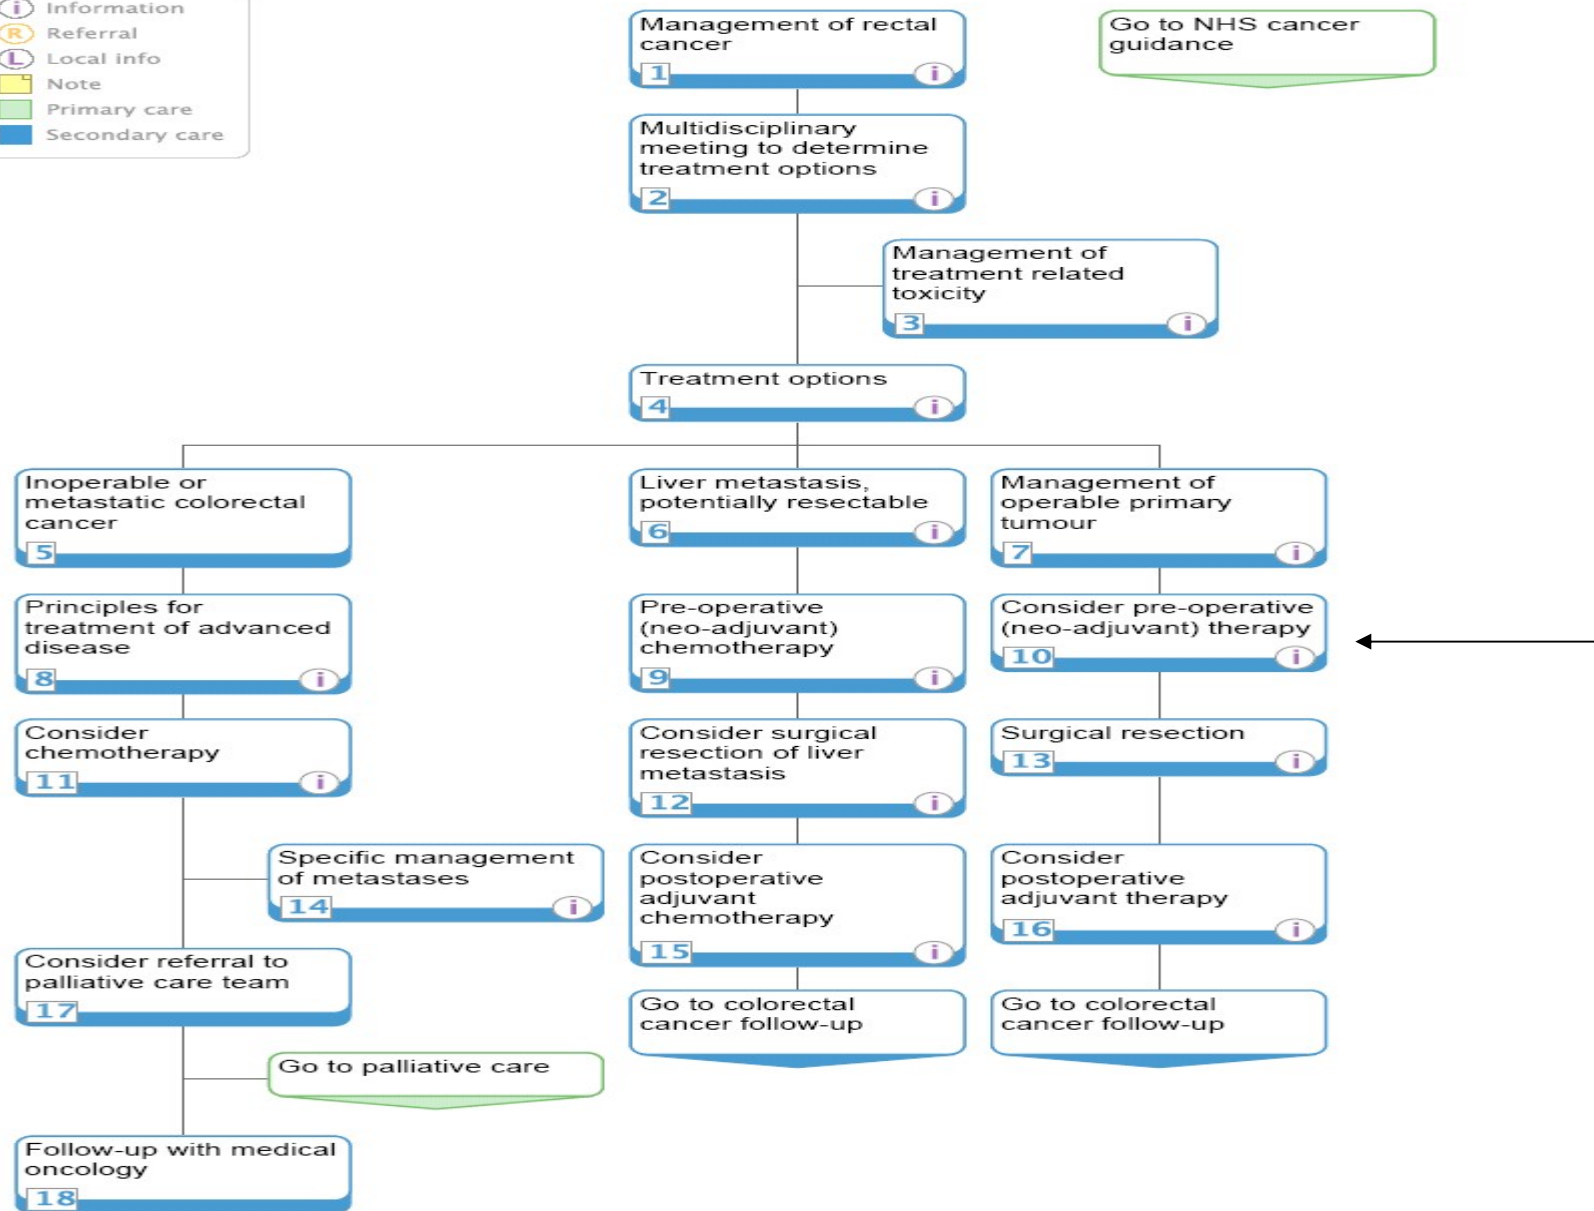 i Information
R Referral
L Local info
Note
Primary care
Secondary care
Management of rectal
cancer
1 i
Go to NHS cancer
guidance
Multidisciplinary
meeting to determine
treatment options
2 i
Management of
treatment related
toxicity
3 i
Treatment options
4 i
Inoperable or
metastatic colorectal
cancer
5
Liver metastasis,
potentially resectable
6 i
Management of
operable primary
tumour
7 i
Principles for
treatment of advanced
disease
8 i
Pre-operative
(neo-adjuvant)
chemotherapy
9 i
Consider pre-operative
(neo-adjuvant) therapy
10 i
Consider
chemotherapy
11 i
Consider surgical
resection of liver
metastasis
12 i
Surgical resection
13 i
Specific management
of metastases
14 i
Consider
postoperative
adjuvant
chemotherapy
15 i
Consider
postoperative
adjuvant therapy
16 i
Consider referral to
palliative care team
17
Go to colorectal
cancer follow-up
Go to colorectal
cancer follow-up
Go to palliative care
Follow-up with medical
oncology
18